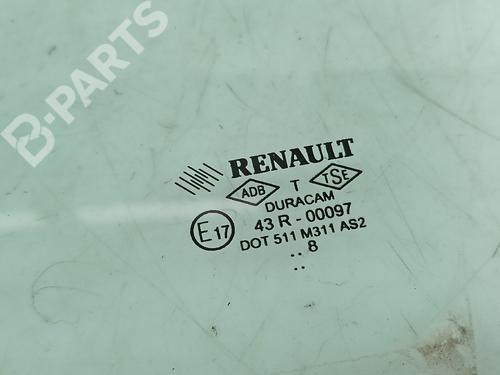 B-PARTS
RENAULT
ADB T TSE
DURACAM
E17 43 R - 00097
DOT 511 M311 AS2
.. 8
..